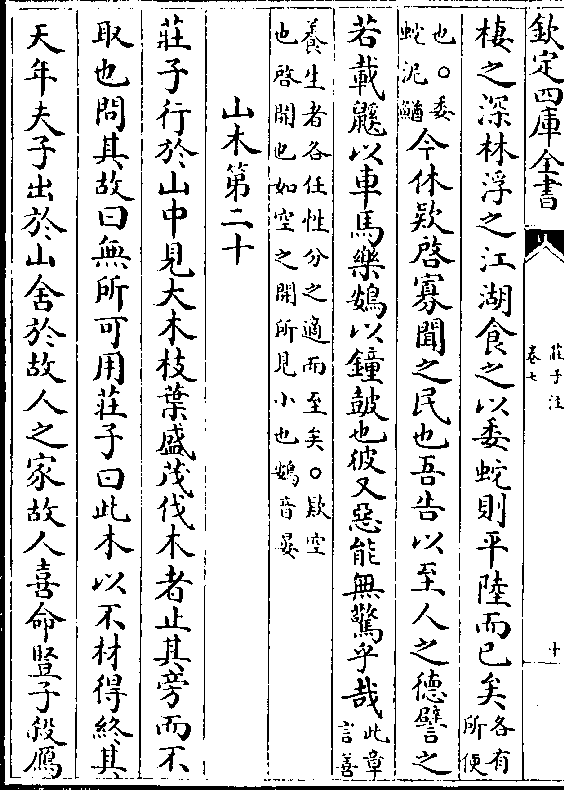 欽定四庫全書
莊子注
卷七
十
棲之深林浮之江湖食之以委蛇則平陸而已矣各有
所便
也○委
蛇泥鰌今休欵啓寡聞之民也吾告以至人之德譬之
若載鼷以車馬樂鴳以鐘皷也彼又惡能無驚乎哉此章
言善
養生者各任性分之適而至矣○欵空
也啓開也如空之開所見小也鴳音晏
山木第二十
莊子行於山中見大木枝葉盛茂伐木者止其旁而不
取也問其故曰無所可用莊子曰此木以不材得終其
天年夫子出於山舍於故人之家故人喜命豎子殺鴈